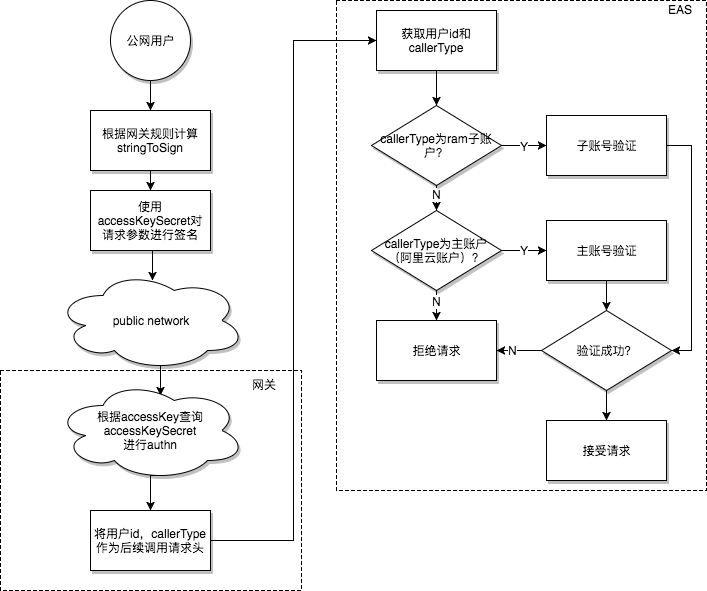 公网用户
根据网关规则计算
stringToSign
使用
accessKeySecret对
请求参数进行签名
public network
网关
根据accessKey查询
accessKeySecret
进行authn
将用户id，callerType
作为后续调用请求头
EAS
获取用户id和
callerType
callerType为ram子账
户?
Y
子账号验证
N
callerType为主账户
（阿里云账户）?
Y
主账号验证
N
拒绝请求
N
验证成功?
接受请求